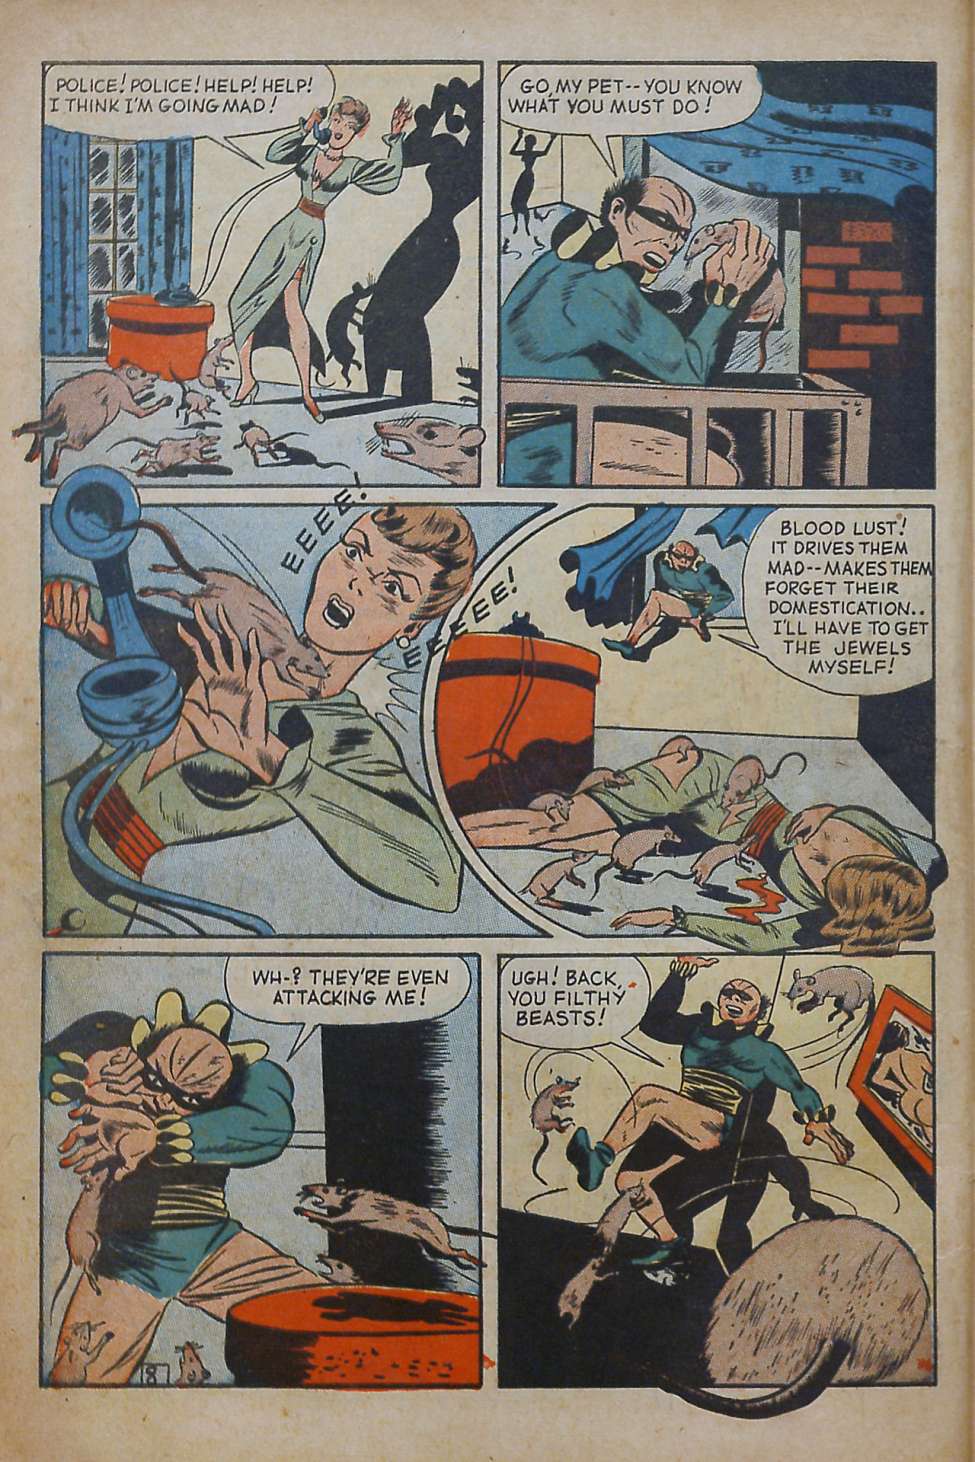 POLICE! POLICE! HELP! HELP!
I THINK I'M GOING MAD!
GO, MY PET--YOU KNOW
WHAT YOU MUST DO!
EEEE!
EEEEE!
BLOOD LUST!
IT DRIVES THEM
MAD--MAKES THEM
FORGET THEIR
DOMESTICATION..
I'LL HAVE TO GET
THE JEWELS
MYSELF!
WH-? THEY'RE EVEN
ATTACKING ME!
UGH! BACK,
YOU FILTHY
BEASTS!
8